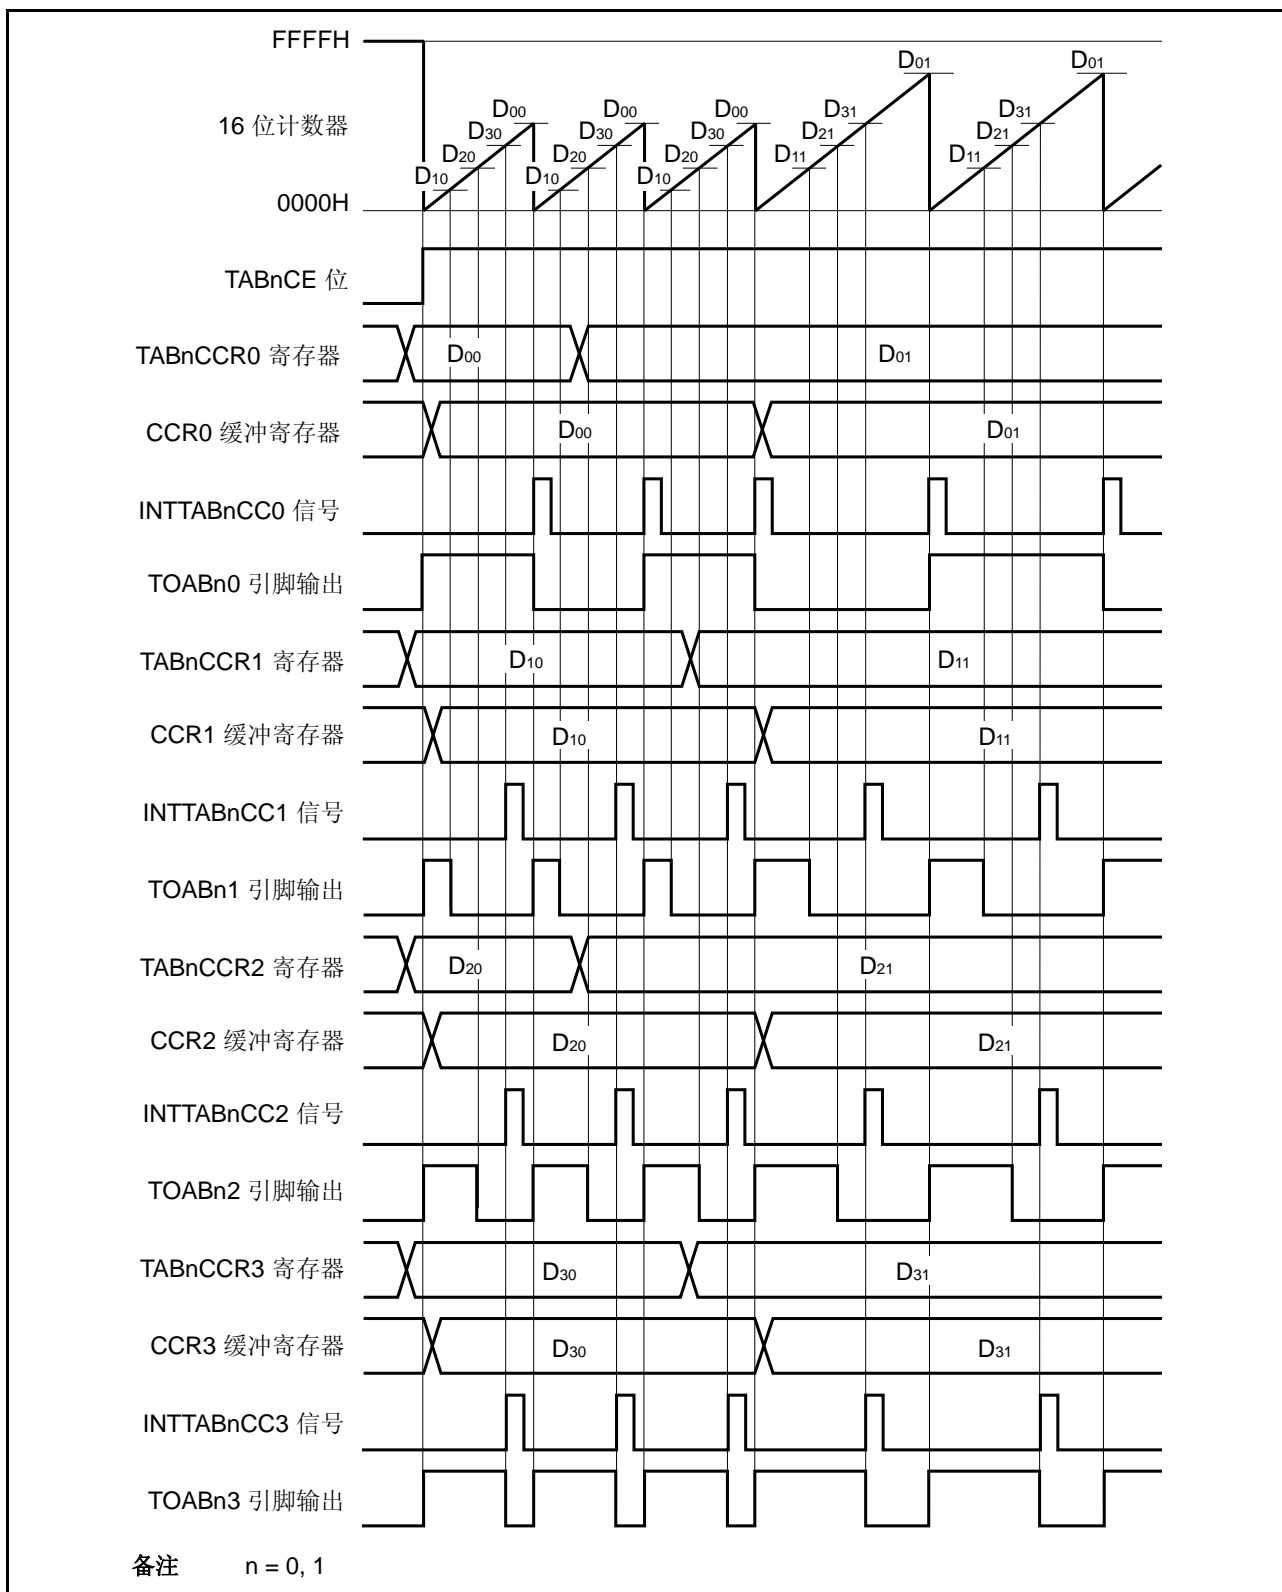 FFFFH
D01 D01
16 位计数器
D00 D00 D00 D31 D31
D30 D30 D30 D21 D21
D20 D20 D20 D11 D11
D10 D10 D10
0000H
TABnCE 位
TABnCCR0 寄存器 D00 D01
CCR0 缓冲寄存器 D00 D01
INTTABnCC0 信号
TOABn0 引脚输出
TABnCCR1 寄存器 D10 D11
CCR1 缓冲寄存器 D10 D11
INTTABnCC1 信号
TOABn1 引脚输出
TABnCCR2 寄存器 D20 D21
CCR2 缓冲寄存器 D20 D21
INTTABnCC2 信号
TOABn2 引脚输出
TABnCCR3 寄存器 D30 D31
CCR3 缓冲寄存器 D30 D31
INTTABnCC3 信号
TOABn3 引脚输出
备注 n = 0, 1